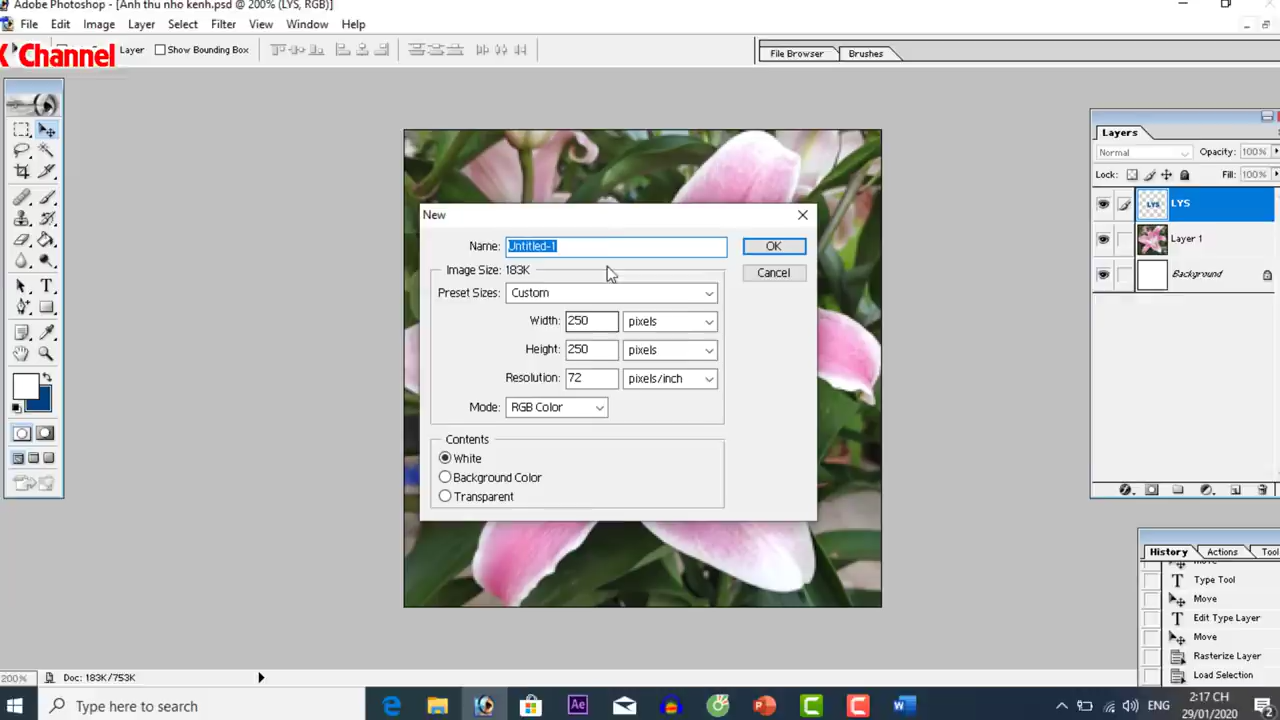 Adobe Photoshop - [Anh thu nho kenh.psd @ 200% (LYS, RGB)]
File Edit Image Layer Select Filter View Window Help
Layer Show Bounding Box
File Browser Brushes
K'Channel
Layers
Normal Opacity: 100%
Lock: Fill: 100%
LYS LYS
Layer 1
Background
New
Name: Untitled-1 OK
Image Size: 183K Cancel
Preset Sizes: Custom
Width: 250 pixels
Height: 250 pixels
Resolution: 72 pixels/inch
Mode: RGB Color
Contents
White
Background Color
Transparent
History Actions Tool
Move
Type Tool
Move
Edit Type Layer
Move
Rasterize Layer
Load Selection
200% Doc: 183K/753K
Type here to search
Ae
ENG
2:17 CH
29/01/2020
2